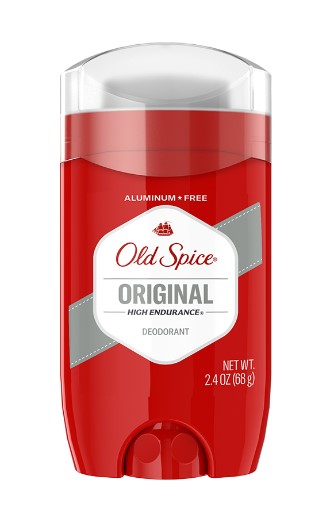 ALUMINUM★FREE
Old Spice®
ORIGINAL
HIGH ENDURANCE®
DEODORANT
NET WT.
2.4 OZ (68 g)